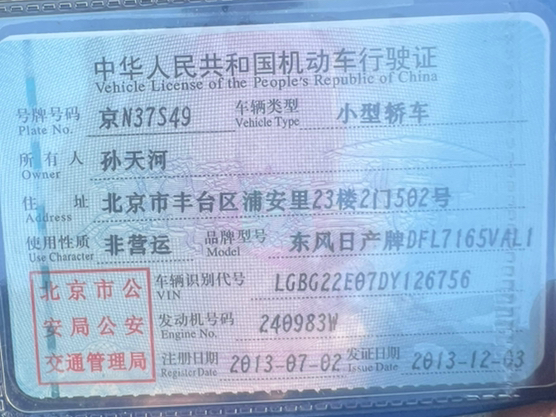 中华人民共和国机动车行驶证
Vehicle License of the People's Republic of China
号牌号码 京N37S49 车辆类型 小型轿车
Plate No. Vehicle Type
所有人 孙天河
Owner
住址 北京市丰台区浦安里23楼2门502号
Address
使用性质 非营运 品牌型号 东风日产牌DFL7165VAL1
Use Character Model
北京市公安局公安交通管理局
车辆识别代号 LGBG22E07DY126756
VIN
发动机号码 240983W
Engine No.
注册日期 2013-07-02 发证日期 2013-12-03
Register Date Issue Date